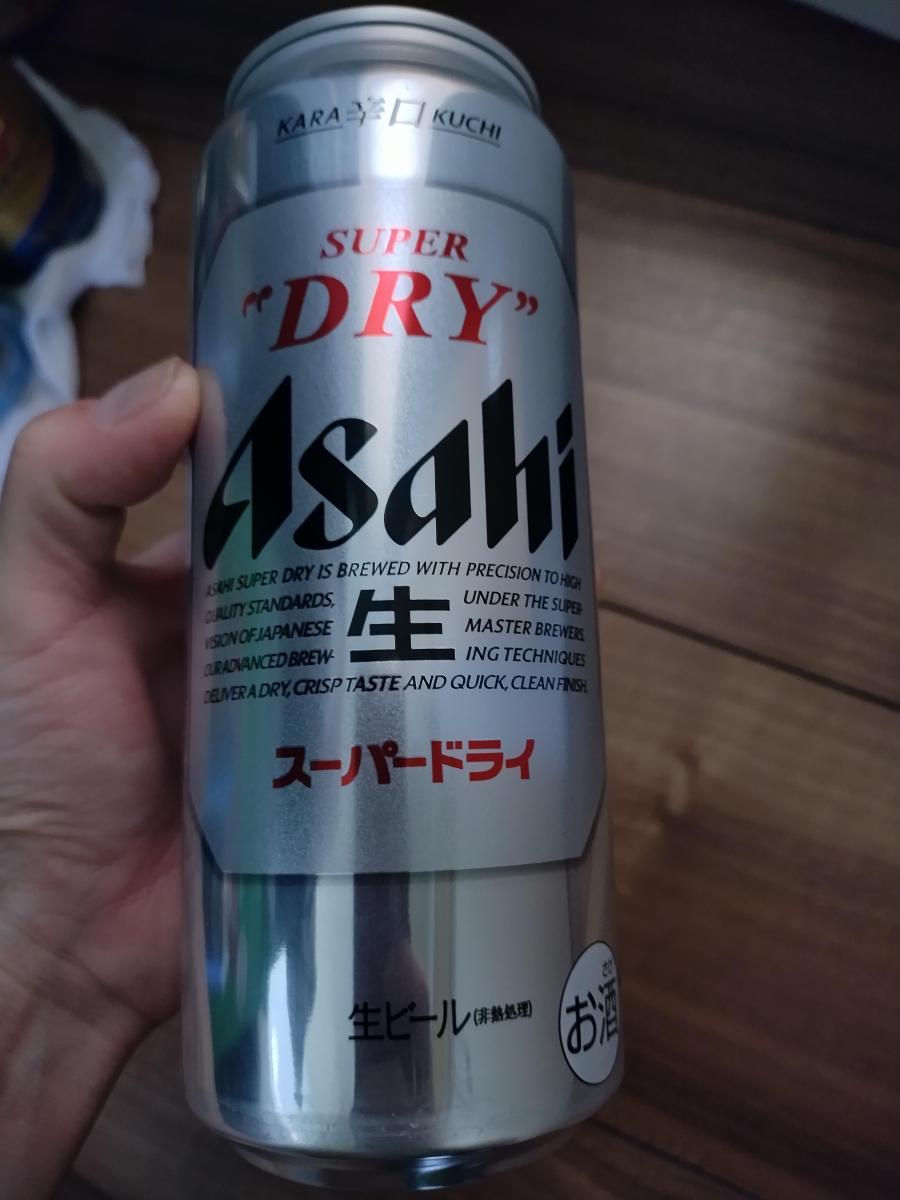 KARA 辛口 KUCHI
SUPER
"DRY"
Asahi
ASAHI SUPER DRY IS BREWED WITH PRECISION TO HIGH
QUALITY STANDARDS, UNDER THE SUPER-
VISION OF JAPANESE MASTER BREWERS.
OUR ADVANCED BREW- ING TECHNIQUES
生
DELIVER A DRY, CRISP TASTE AND QUICK, CLEAN FINISH.
スーパードライ
生ビール(非熱処理)
さけ
お酒